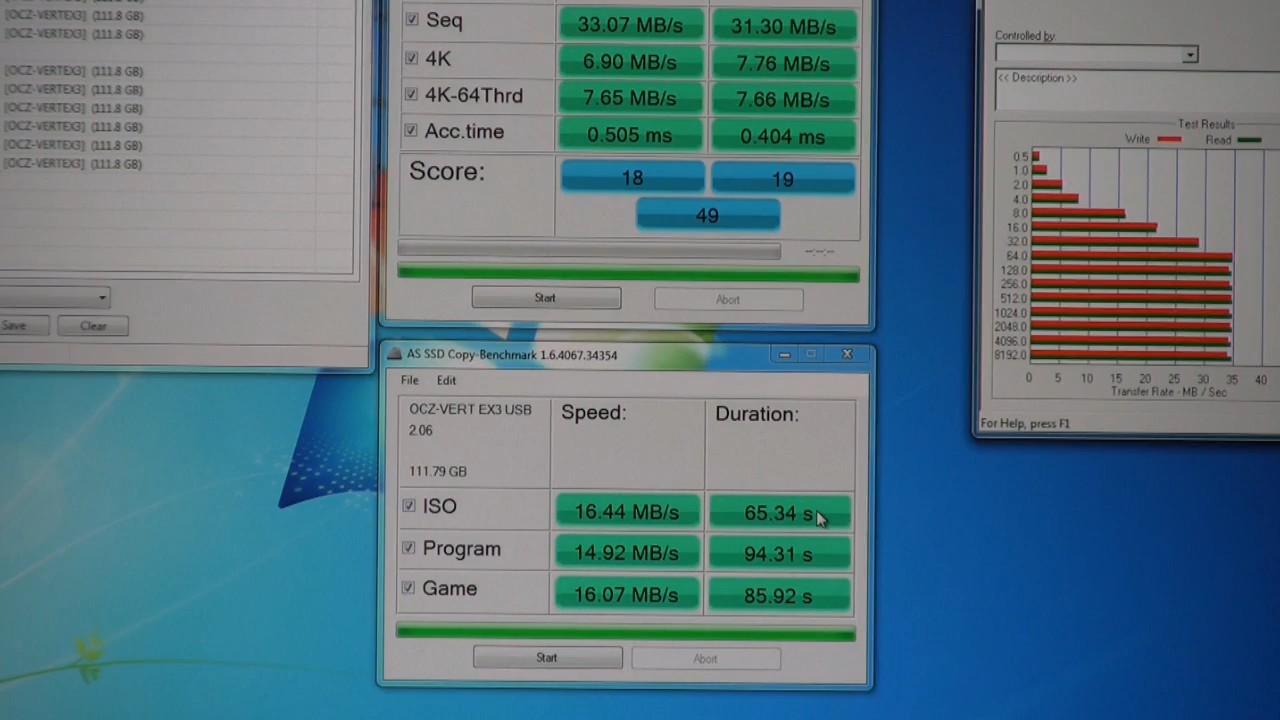 [OCZ-VERTEX3] (111.8 GB)
[OCZ-VERTEX3] (111.8 GB)
[OCZ-VERTEX3] (111.8 GB)
[OCZ-VERTEX3] (111.8 GB)
[OCZ-VERTEX3] (111.8 GB)
[OCZ-VERTEX3] (111.8 GB)
[OCZ-VERTEX3] (111.8 GB)
[OCZ-VERTEX3] (111.8 GB)
Save Clear
Seq 33.07 MB/s 31.30 MB/s
4K 6.90 MB/s 7.76 MB/s
4K-64Thrd 7.65 MB/s 7.66 MB/s
Acc.time 0.505 ms 0.404 ms
Score: 18 19
49
--:--:--
Start Abort
AS SSD Copy-Benchmark 1.6.4067.34354
File Edit
OCZ-VERT EX3 USB Speed: Duration:
2.06
111.79 GB
ISO 16.44 MB/s 65.34 s
Program 14.92 MB/s 94.31 s
Game 16.07 MB/s 85.92 s
Start Abort
Controlled by:
<< Description >>
Test Results
Write Read
0.5
1.0
2.0
4.0
8.0
16.0
32.0
64.0
128.0
256.0
512.0
1024.0
2048.0
4096.0
8192.0
0 5 10 15 20 25 30 35 40
Transfer Rate - MB / Sec
For Help, press F1